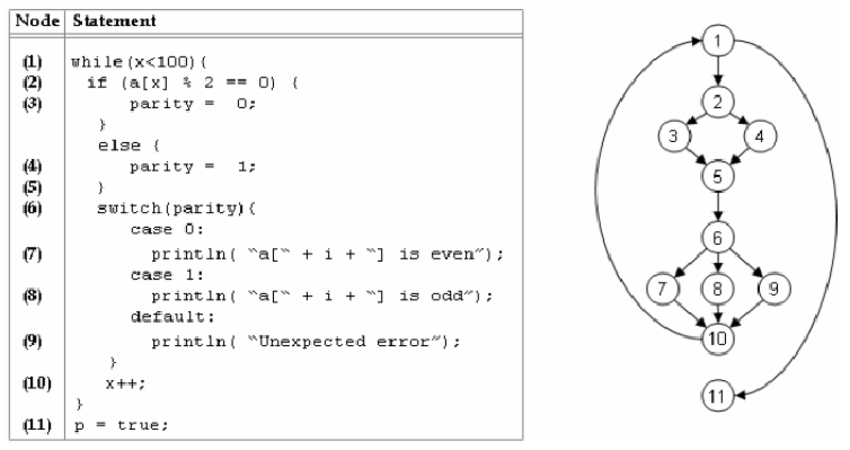 Node Statement
(1) while(x<100){
(2) if (a[x] % 2 == 0) {
(3) parity = 0;
}
else {
(4) parity = 1;
(5) }
(6) switch(parity){
case 0:
(7) println( “a[“ + i + “] is even”);
case 1:
(8) println( “a[“ + i + “] is odd”);
default:
(9) println( “Unexpected error”);
}
(10) x++;
}
(11) p = true;
1
2
3 4
5
6
7 8 9
10
11